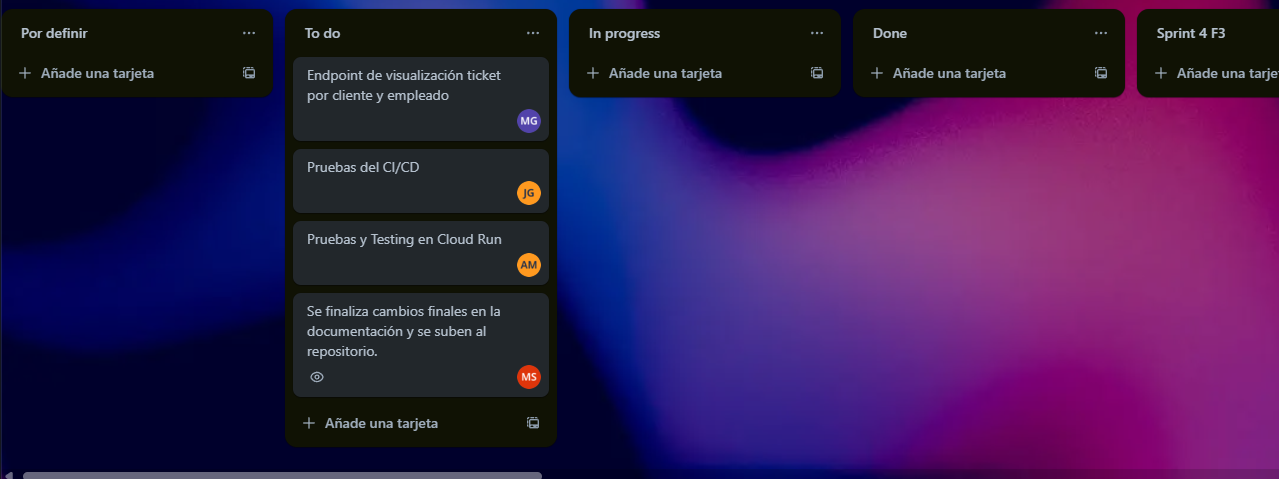 Por definir
Añade una tarjeta
To do
Endpoint de visualización ticket
por cliente y empleado
MG
Pruebas del CI/CD
JG
Pruebas y Testing en Cloud Run
AM
Se finaliza cambios finales en la
documentación y se suben al
repositorio.
MS
Añade una tarjeta
In progress
Añade una tarjeta
Done
Añade una tarjeta
Sprint 4 F3
Añade una tarje